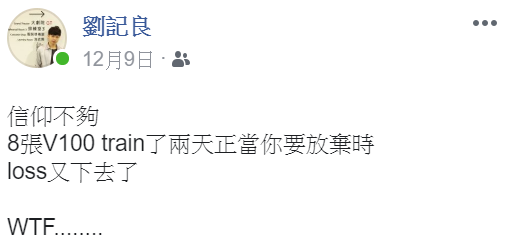 劉記良
12月9日
信仰不夠
8張V100 train了兩天正當你要放棄時
loss又下去了
WTF........